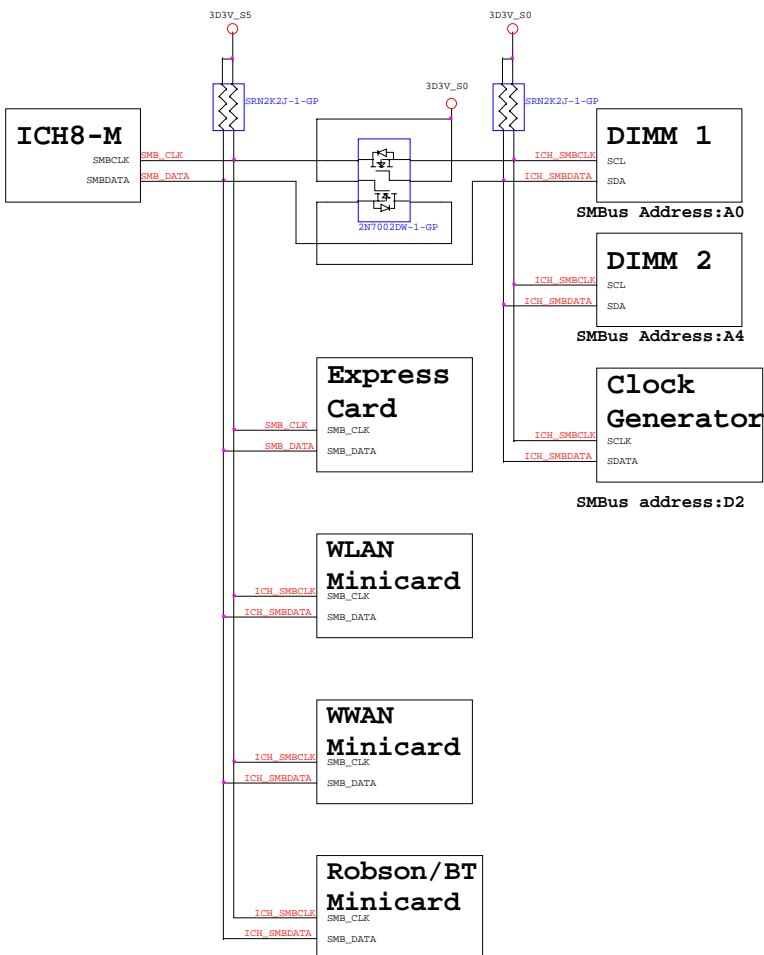 3D3V_S5
3D3V_S0
3D3V_S0
SRN2K2J-1-GP
SRN2K2J-1-GP
ICH8-M
SMBCLK
SMBDATA
SMB_CLK
SMB_DATA
2N7002DW-1-GP
ICH_SMBCLK
ICH_SMBDATA
DIMM 1
SCL
SDA
SMBus Address:A0
ICH_SMBCLK
ICH_SMBDATA
DIMM 2
SCL
SDA
SMBus Address:A4
Express
Card
SMB_CLK
SMB_DATA
SMB_CLK
SMB_DATA
Clock
Generator
ICH_SMBCLK
ICH_SMBDATA
SCLK
SDATA
SMBus address:D2
WLAN
Minicard
ICH_SMBCLK
ICH_SMBDATA
SMB_CLK
SMB_DATA
WWAN
Minicard
ICH_SMBCLK
ICH_SMBDATA
SMB_CLK
SMB_DATA
Robson/BT
Minicard
ICH_SMBCLK
ICH_SMBDATA
SMB_CLK
SMB_DATA